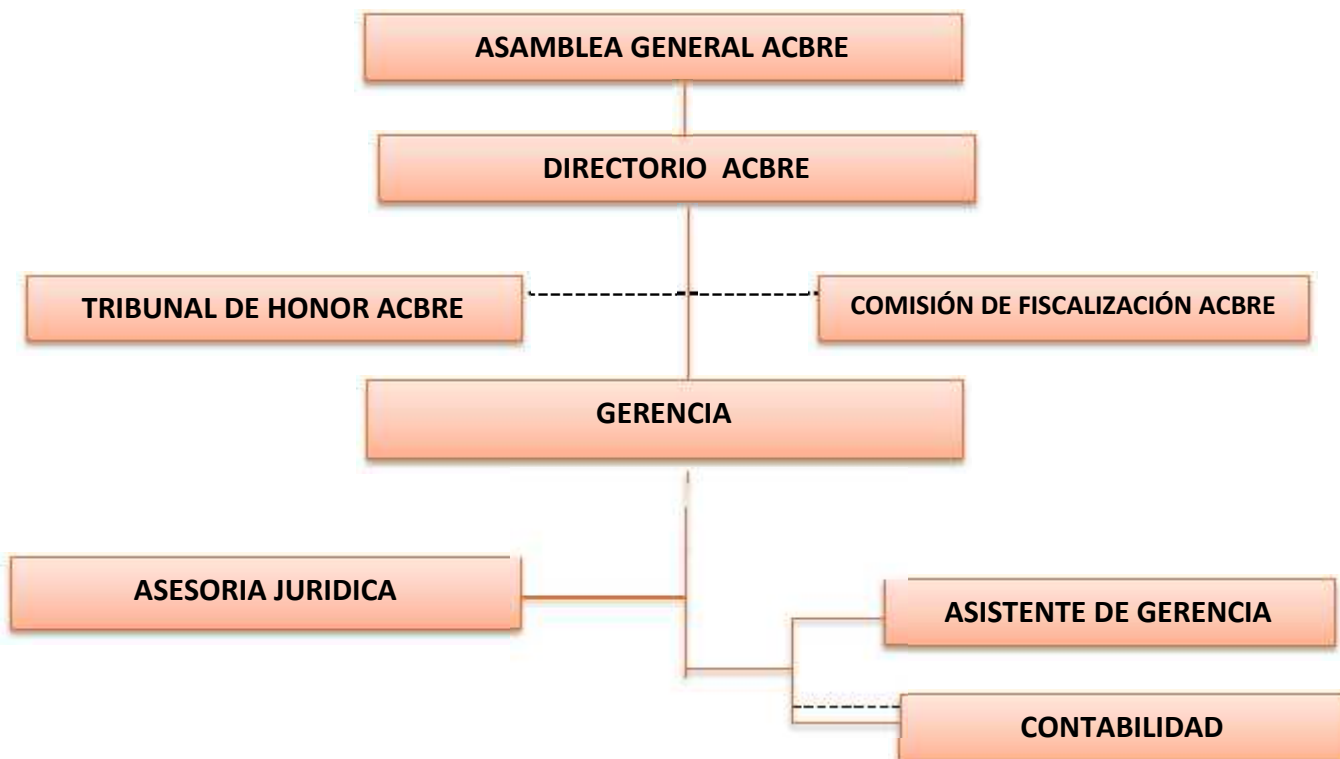 ASAMBLEA GENERAL ACBRE
DIRECTORIO ACBRE
TRIBUNAL DE HONOR ACBRE
COMISIÓN DE FISCALIZACIÓN ACBRE
GERENCIA
ASESORIA JURIDICA
ASISTENTE DE GERENCIA
CONTABILIDAD